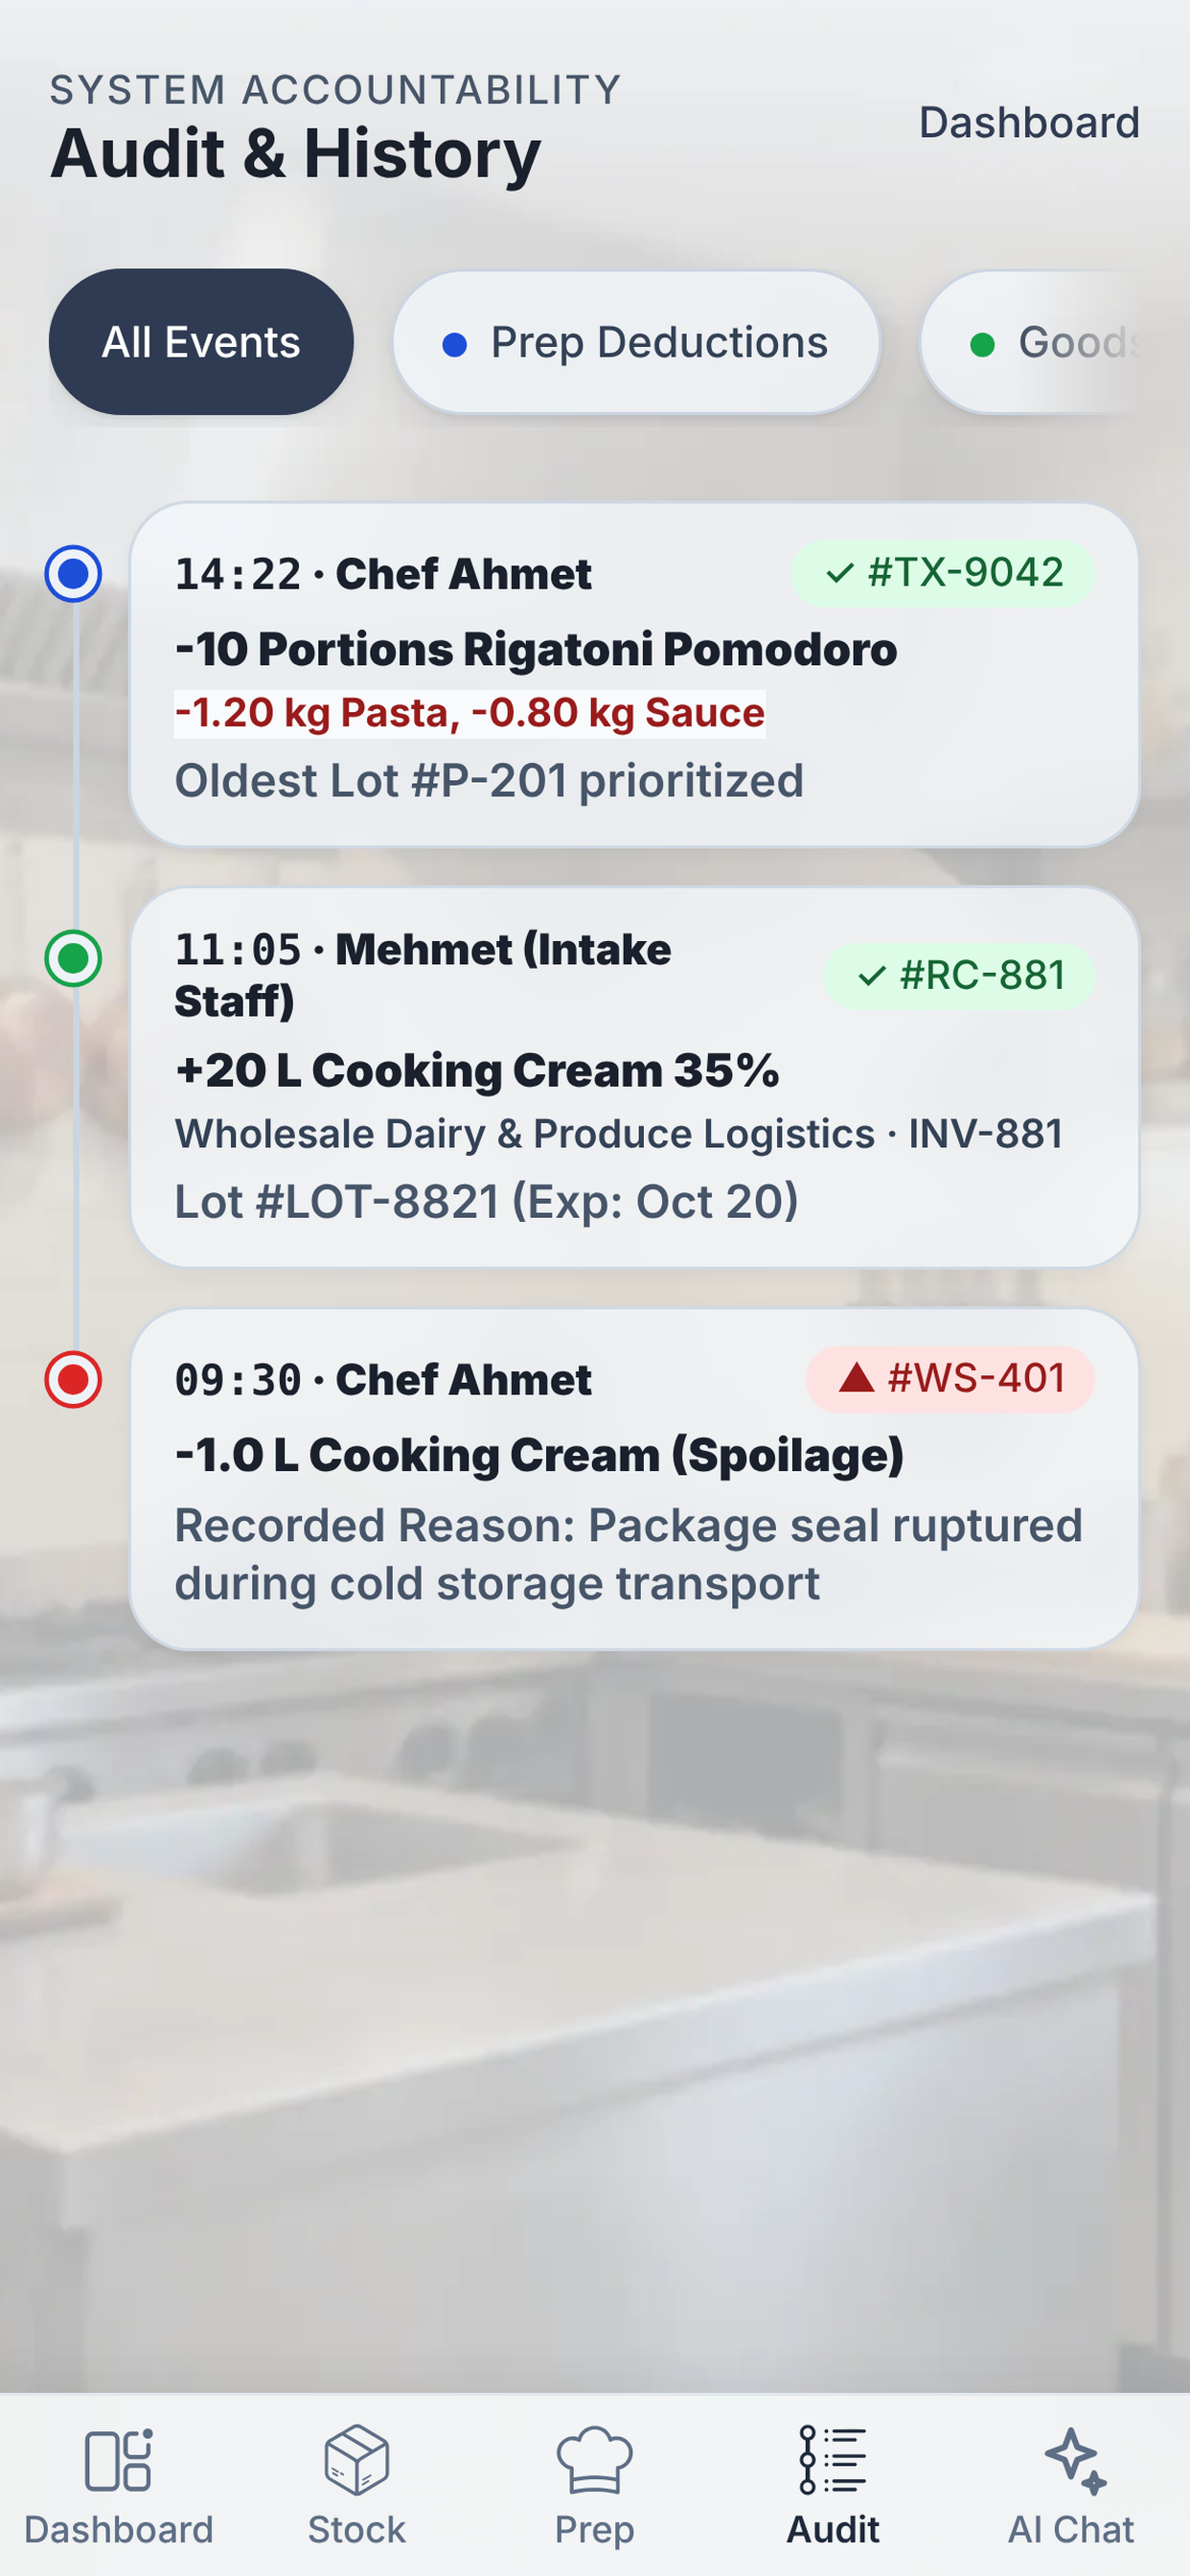 SYSTEM ACCOUNTABILITY
Audit & History
Dashboard
All Events
Prep Deductions
Goods
14:22 · Chef Ahmet
✓ #TX-9042
-10 Portions Rigatoni Pomodoro
-1.20 kg Pasta, -0.80 kg Sauce
Oldest Lot #P-201 prioritized
11:05 · Mehmet (Intake
Staff)
✓ #RC-881
+20 L Cooking Cream 35%
Wholesale Dairy & Produce Logistics · INV-881
Lot #LOT-8821 (Exp: Oct 20)
09:30 · Chef Ahmet
▲ #WS-401
-1.0 L Cooking Cream (Spoilage)
Recorded Reason: Package seal ruptured
during cold storage transport
Dashboard
Stock
Prep
Audit
AI Chat